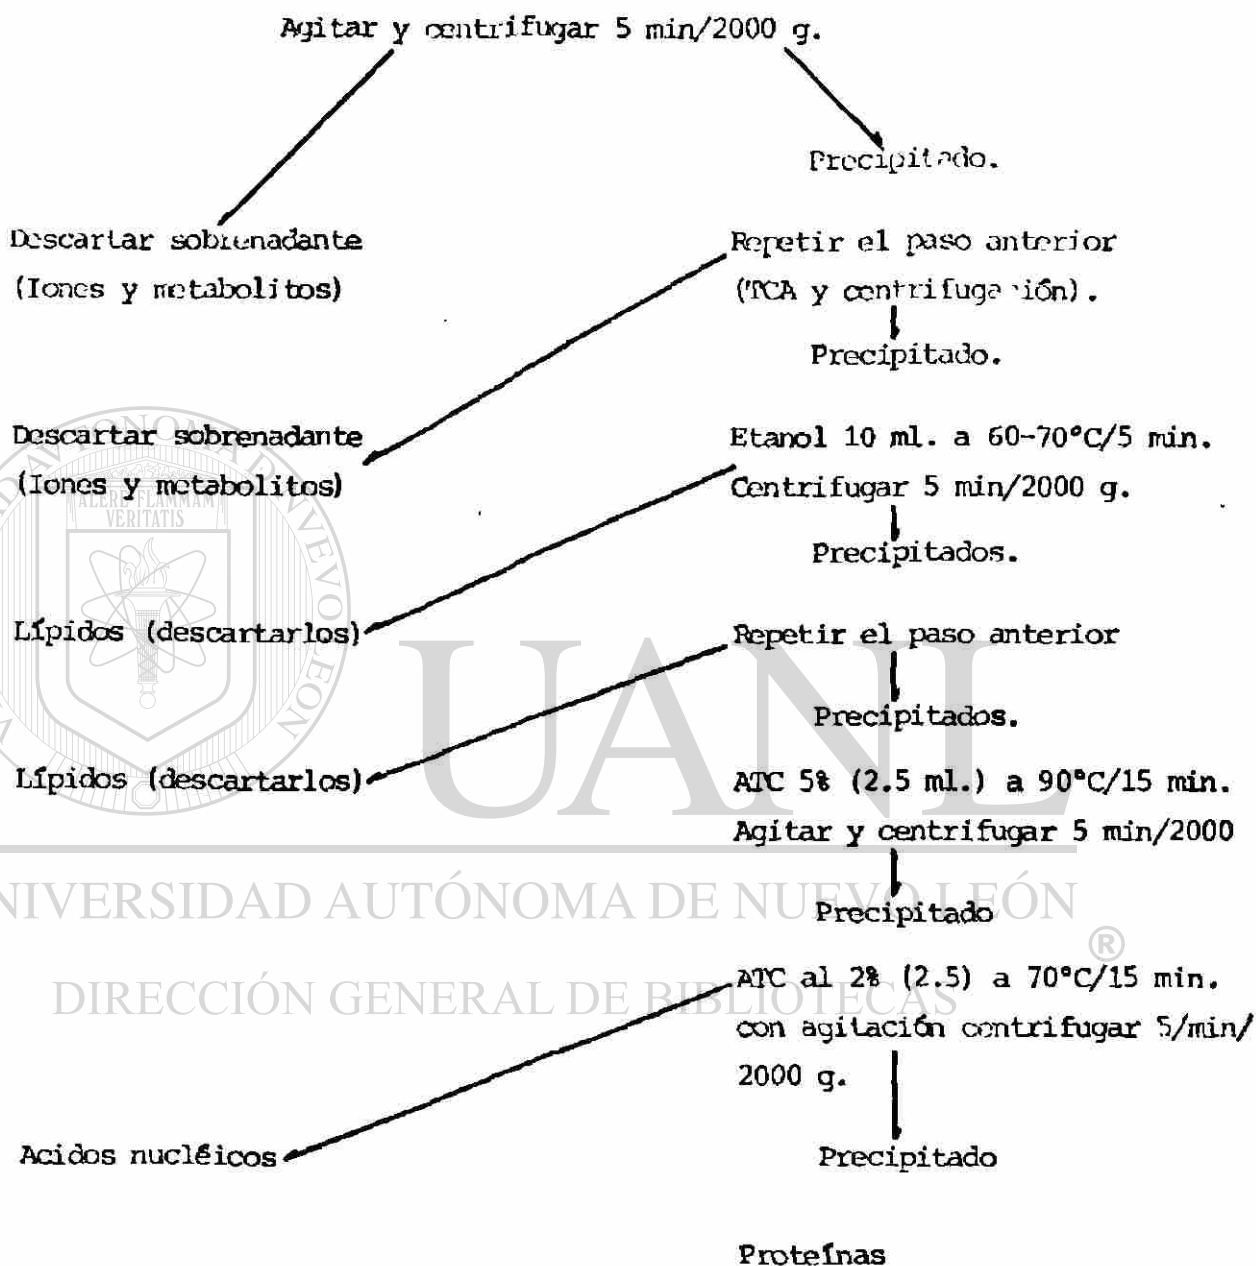 Agitar y centrifugar 5 min/2000 g.
Precipitado.
Descartar sobrenadante
(Iones y metabolitos)
Repetir el paso anterior
(TCA y centrifugación).
Precipitado.
Descartar sobrenadante
(Iones y metabolitos)
Etanol 10 ml. a 60-70°C/5 min.
Centrifugar 5 min/2000 g.
Precipitados.
Lípidos (descartarlos)
Repetir el paso anterior
Precipitados.
Lípidos (descartarlos)
ATC 5% (2.5 ml.) a 90°C/15 min.
Agitar y centrifugar 5 min/2000
Precipitado
ATC al 2% (2.5) a 70°C/15 min.
con agitación centrifugar 5/min/
2000 g.
Acidos nucléicos
Precipitado
Proteínas
ALERE FLAMMAM
VERITATIS
UANL
UNIVERSIDAD AUTÓNOMA DE NUEVO LEÓN
®
DIRECCIÓN GENERAL DE BIBLIOTECAS